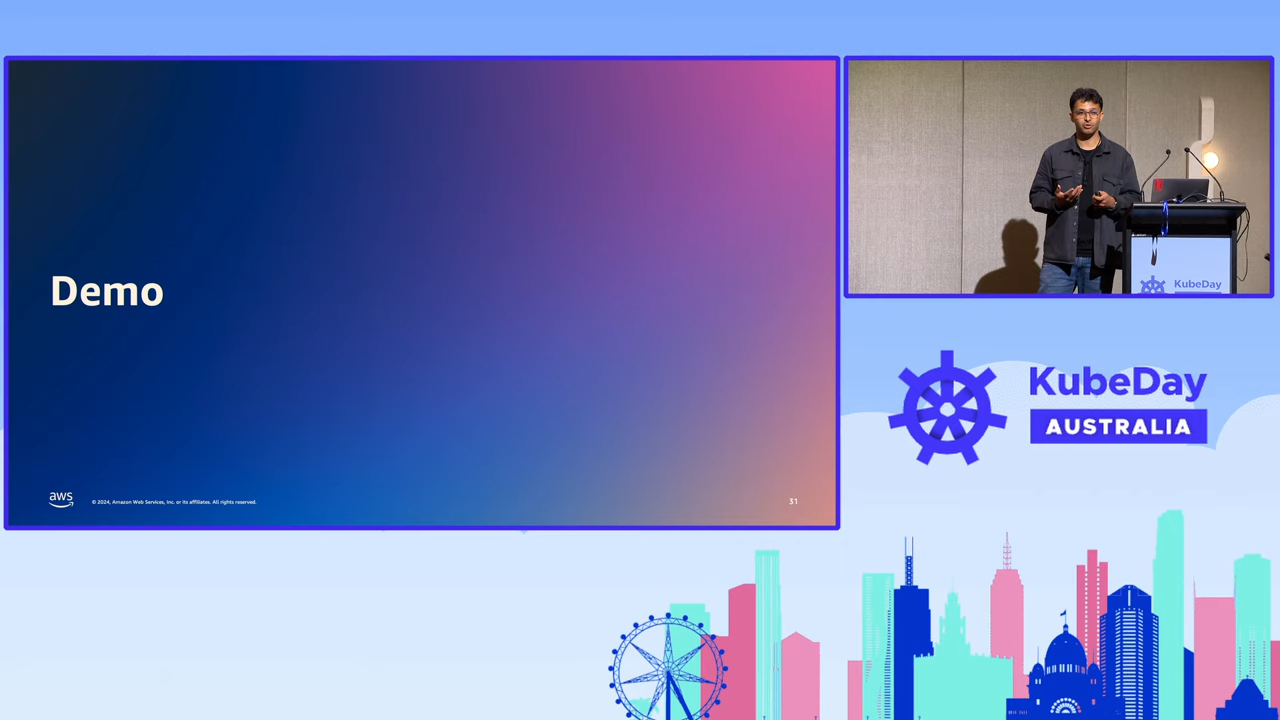 Demo
aws
© 2024, Amazon Web Services, Inc. or its affiliates. All rights reserved.
31
KubeDay
KubeDay
AUSTRALIA